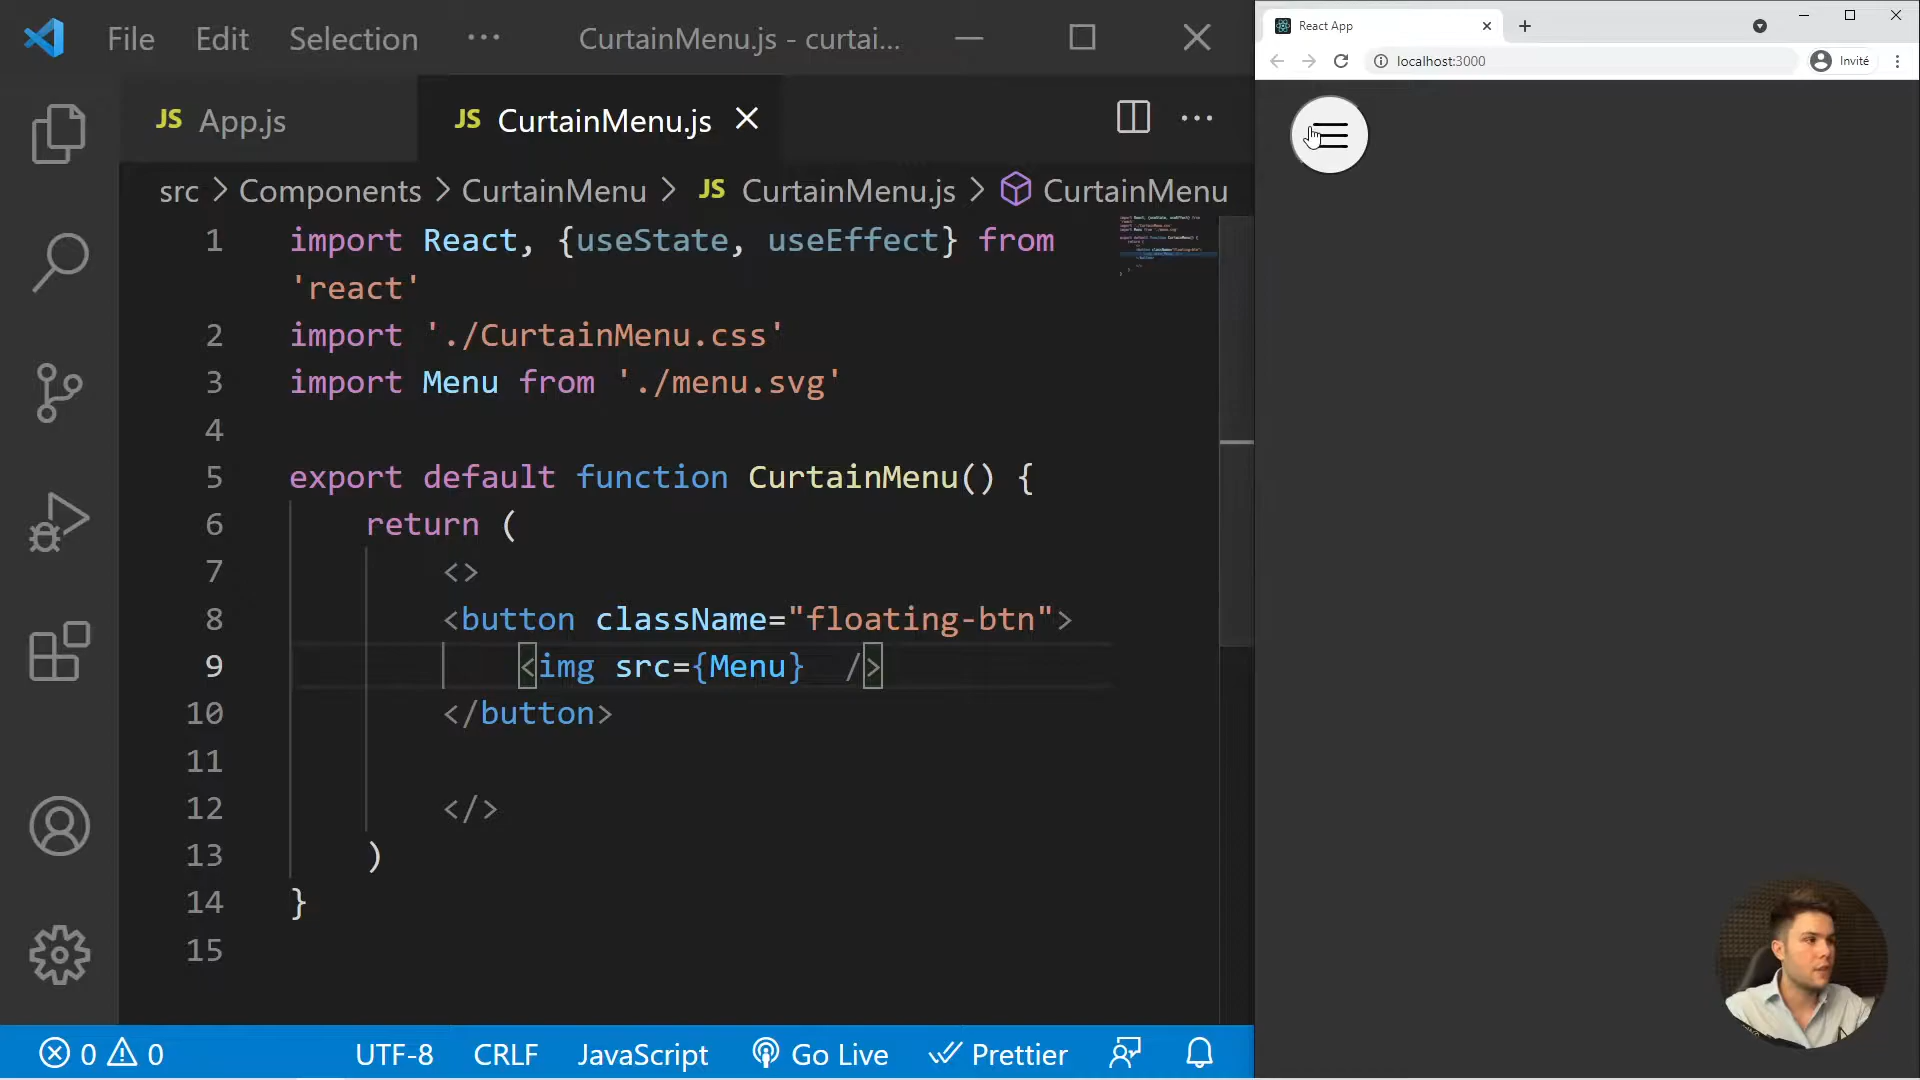 File Edit Selection ··· CurtainMenu.js - curtai...
JS App.js JS CurtainMenu.js
src > Components > CurtainMenu > JS CurtainMenu.js > CurtainMenu
1 import React, {useState, useEffect} from
'react'
2 import './CurtainMenu.css'
3 import Menu from './menu.svg'
4
5 export default function CurtainMenu() {
6 return (
7 <>
8 <button className="floating-btn">
9 <img src={Menu}  />
10 </button>
11
12 </>
13 )
14 }
15
0 0 UTF-8 CRLF JavaScript Go Live Prettier
React App
localhost:3000 Invité